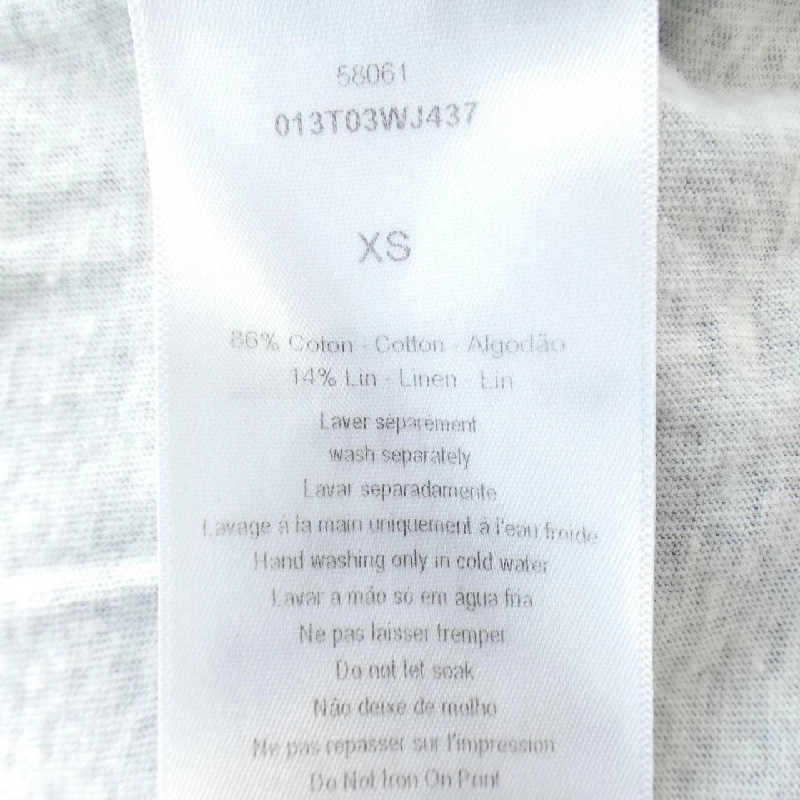 58061
013T03WJ437
XS
86% Coton - Cotton - Algodão
14% Lin - Linen - Lin
Laver séparement
wash separately
Lavar separadamente
Lavage à la main uniquement à l'eau froide
Hand washing only in cold water
Lavar a mão só em água fria
Ne pas laisser tremper
Do not let soak
Não deixe de molho
Ne pas repasser sur l'impression
Do Not Iron On Print